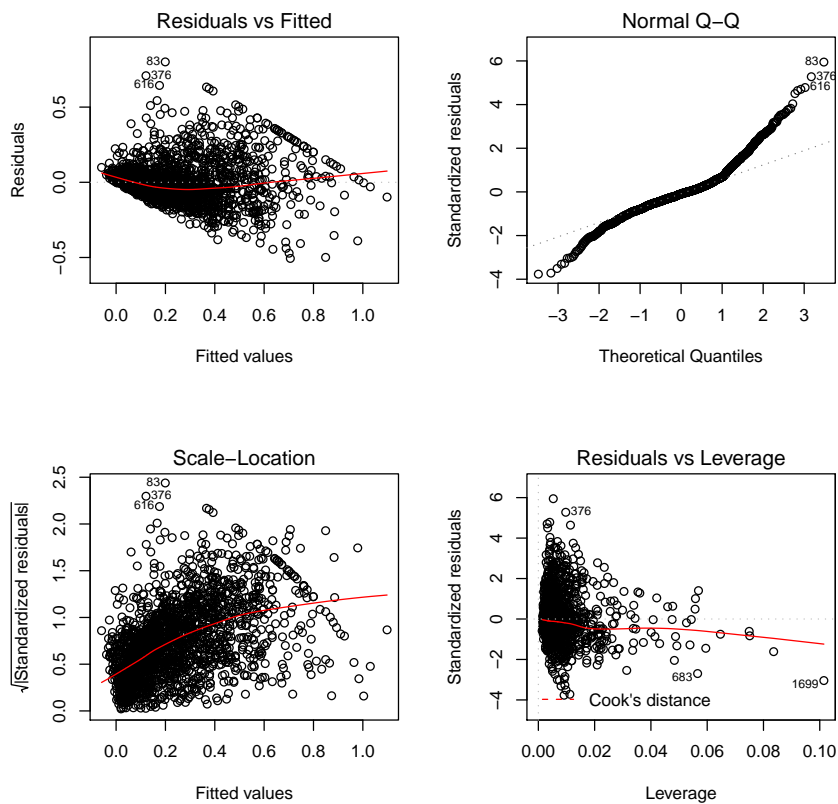 Residuals vs Fitted
Residuals
0.5
0.0
−0.5
83
376
616
0.0 0.2 0.4 0.6 0.8 1.0
Fitted values
Normal Q−Q
Standardized residuals
6
4
2
0
−2
−4
83
376
616
−3 −2 −1 0 1 2 3
Theoretical Quantiles
Scale−Location
√|Standardized residuals|
2.5
2.0
1.5
1.0
0.5
0.0
83
376
616
0.0 0.2 0.4 0.6 0.8 1.0
Fitted values
Residuals vs Leverage
Standardized residuals
6
4
2
0
−2
−4
376
683
1699
Cook's distance
0.00 0.02 0.04 0.06 0.08 0.10
Leverage